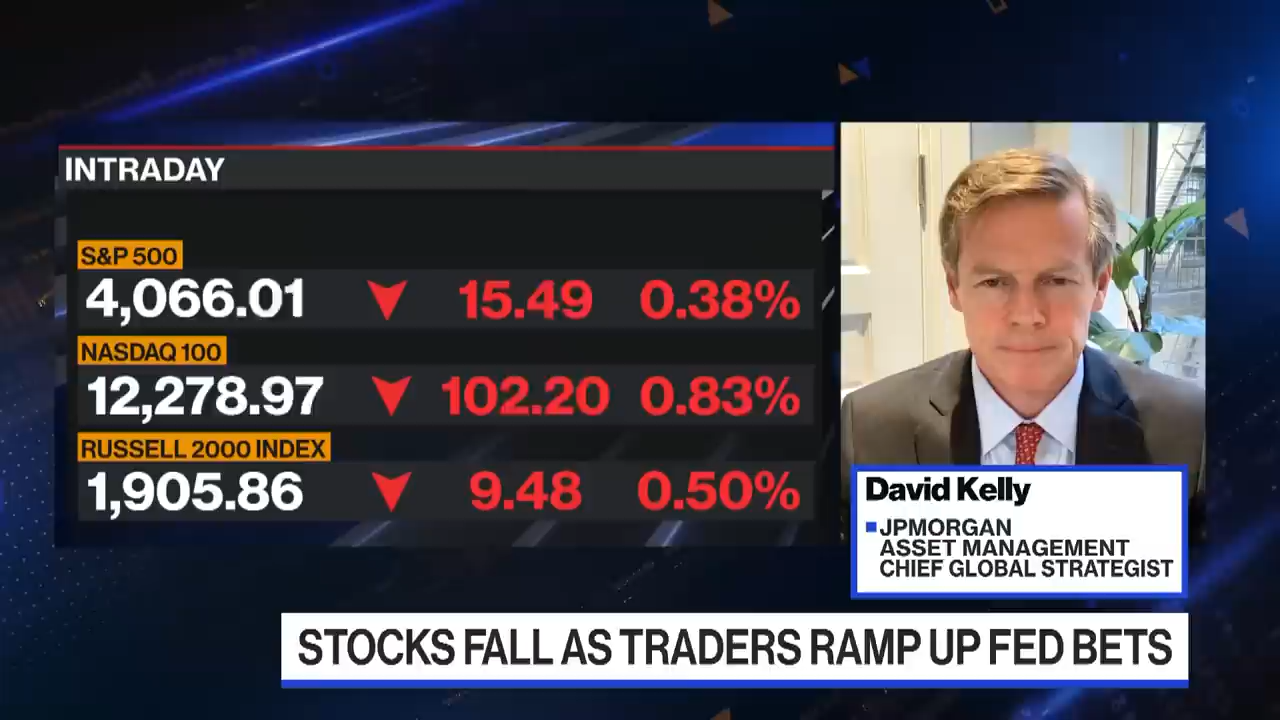 INTRADAY
S&P 500
4,066.01 ▼ 15.49 0.38%
NASDAQ 100
12,278.97 ▼ 102.20 0.83%
RUSSELL 2000 INDEX
1,905.86 ▼ 9.48 0.50%
David Kelly
JPMORGAN
ASSET MANAGEMENT
CHIEF GLOBAL STRATEGIST
STOCKS FALL AS TRADERS RAMP UP FED BETS